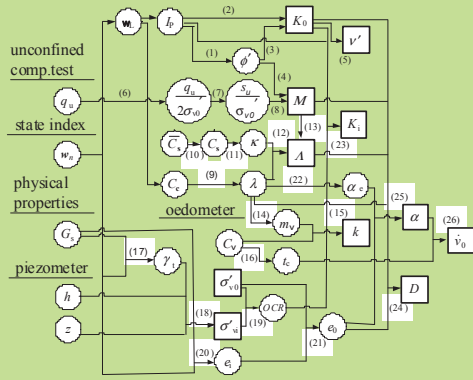 w_L I_p (2) K_0
unconfined
comp.test
(1) ϕ′ (3) (4) (5) ν′
q_u (6) q_u/2σ_v0′ (7) s_u/σ_v0′ (8) M
state index
(13) K_i
w_n
C̄_s (10) C_s (11) κ (12) Λ (23)
physical
properties
C_c (9) λ (22) α_e (25)
oedometer
(14) m_v (15) k α (26) v̇_0
G_s
(17) γ_t
C_v (16) t_c
piezometer
σ′_v0 D
h
(18) σ′_vi (19) OCR (24)
z
(20) e_i (21) e_0